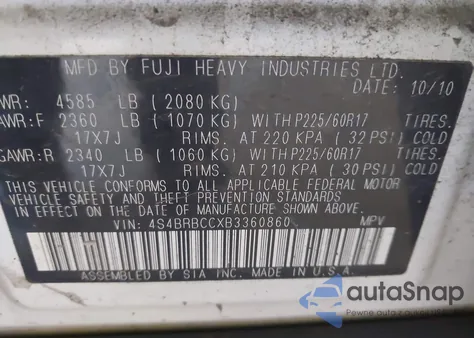 MFD BY FUJI HEAVY INDUSTRIES LTD.
DATE: 10/10
WR: 4585 LB (2080 KG)
AWR:F 2360 LB (1070 KG) WITH P225/60R17 TIRES.
17X7J RIMS. AT 220 KPA (32 PSI) COLD
GAWR:R 2340 LB (1060 KG) WITH P225/60R17 TIRES.
17X7J RIMS. AT 210 KPA (30 PSI) COLD
THIS VEHICLE CONFORMS TO ALL APPLICABLE FEDERAL MOTOR
VEHICLE SAFETY AND THEFT PREVENTION STANDARDS IN
EFFECT ON THE DATE OF MANUFACTURE SHOWN ABOVE.
VIN: 4S4BRBCCXB3360860 MPV
ASSEMBLED BY SIA INC. MADE IN U.S.A.
autaSnap
Pewne auta z